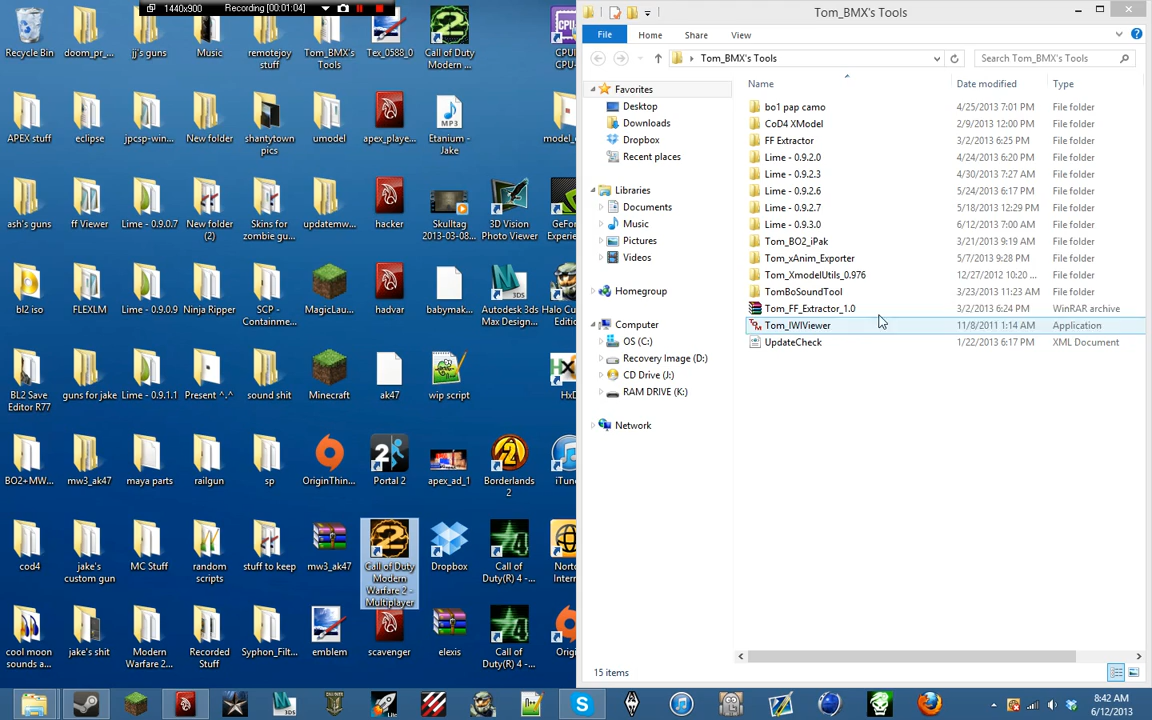 1440x900 Recording [00:01:04]
Recycle Bin
doom_pr_...
jj's guns
Music
remotejoy stuff
Tom_BMX's Tools
Tex_0588_0
Call of Duty Modern ...
CPUI
CPU-
APEX stuff
eclipse
jpcsp-win...
New folder
shantytown pics
umodel
apex_playe...
Etanium - Jake
model_
ash's guns
ff Viewer
Lime - 0.9.0.7
New folder (2)
Skins for zombie gu...
updatemw...
hacker
Skulltag 2013-03-08...
3D Vision Photo Viewer
GeFor
Experie
bl2 iso
FLEXLM
Lime - 0.9.0.9
Ninja Ripper
SCP - Containme...
MagicLau...
hadvar
babymak...
Autodesk 3ds Max Design...
Halo Cu
Editi
BL2 Save Editor R77
guns for jake
Lime - 0.9.1.1
Present ^.^
sound shit
Minecraft
ak47
wip script
HxD
BO2+MW...
mw3_ak47
maya parts
railgun
sp
OriginThin...
Portal 2
apex_ad_1
Borderlands 2
iTune
cod4
jake's custom gun
MC Stuff
random scripts
stuff to keep
mw3_ak47
Call of Duty Modern Warfare 2 - Multiplayer
Dropbox
Call of Duty(R) 4 -...
Norto
Intern
cool moon sounds a...
jake's shit
Modern Warfare 2...
Recorded Stuff
Syphon_Filt...
emblem
scavenger
elexis
Call of Duty(R) 4 -...
Origi
Tom_BMX's Tools
File Home Share View
Tom_BMX's Tools
Search Tom_BMX's Tools
Favorites
Desktop
Downloads
Dropbox
Recent places
Libraries
Documents
Music
Pictures
Videos
Homegroup
Computer
OS (C:)
Recovery Image (D:)
CD Drive (J:)
RAM DRIVE (K:)
Network
Name Date modified Type
bo1 pap camo 4/25/2013 7:01 PM File folder
CoD4 XModel 2/9/2013 12:00 PM File folder
FF Extractor 3/2/2013 6:25 PM File folder
Lime - 0.9.2.0 4/24/2013 6:20 PM File folder
Lime - 0.9.2.3 4/30/2013 7:27 AM File folder
Lime - 0.9.2.6 5/24/2013 6:17 PM File folder
Lime - 0.9.2.7 5/18/2013 12:29 PM File folder
Lime - 0.9.3.0 6/12/2013 7:00 AM File folder
Tom_BO2_iPak 3/21/2013 9:19 AM File folder
Tom_xAnim_Exporter 5/7/2013 9:28 PM File folder
Tom_XmodelUtils_0.976 12/27/2012 10:20 ... File folder
TomBoSoundTool 3/23/2013 11:23 AM File folder
Tom_FF_Extractor_1.0 3/2/2013 6:24 PM WinRAR archive
Tom_IWIViewer 11/8/2011 1:14 AM Application
UpdateCheck 1/22/2013 6:17 PM XML Document
15 items
8:42 AM
6/12/2013